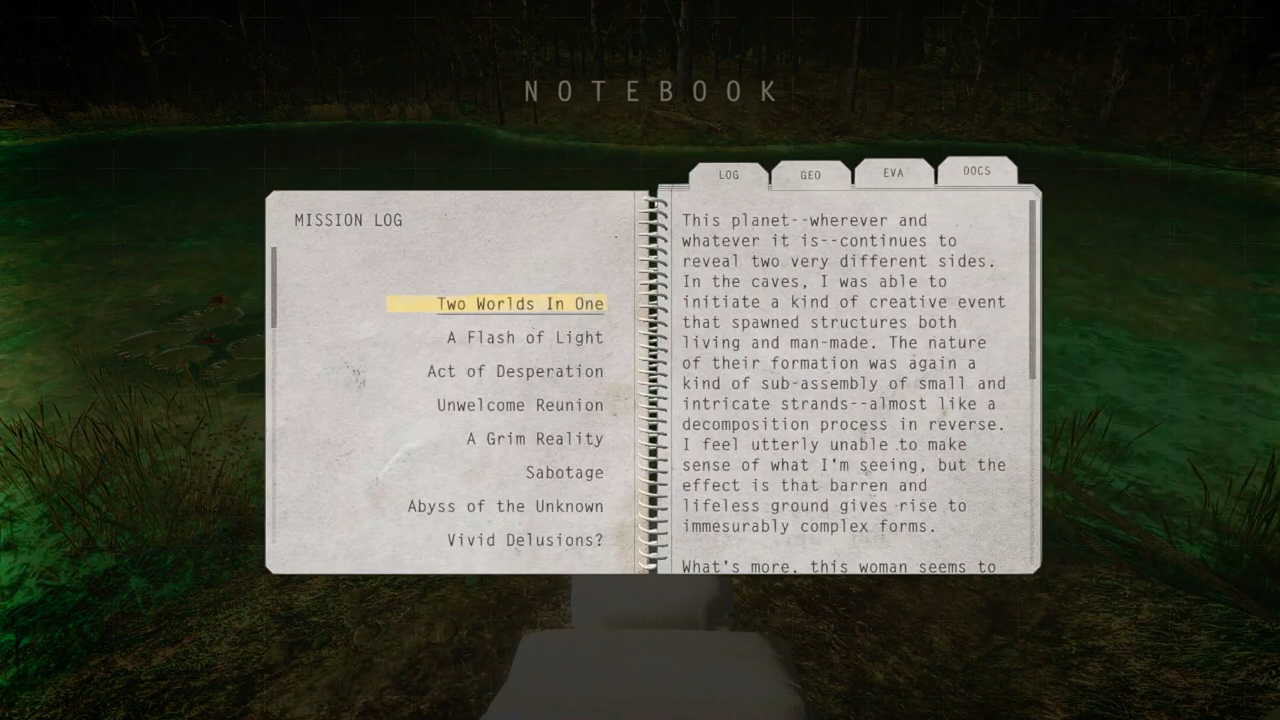 NOTEBOOK
LOG
GEO
EVA
DOCS
MISSION LOG
Two Worlds In One
A Flash of Light
Act of Desperation
Unwelcome Reunion
A Grim Reality
Sabotage
Abyss of the Unknown
Vivid Delusions?
This planet--wherever and
whatever it is--continues to
reveal two very different sides.
In the caves, I was able to
initiate a kind of creative event
that spawned structures both
living and man-made. The nature
of their formation was again a
kind of sub-assembly of small and
intricate strands--almost like a
decomposition process in reverse.
I feel utterly unable to make
sense of what I'm seeing, but the
effect is that barren and
lifeless ground gives rise to
immesurably complex forms.
What's more, this woman seems to